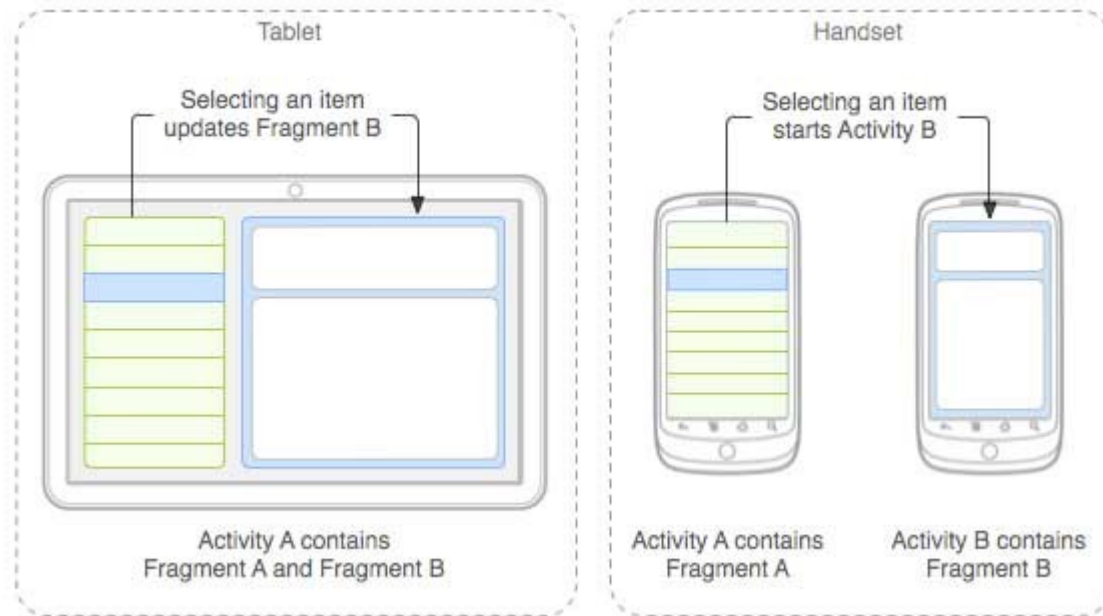 Tablet
Selecting an item
updates Fragment B
Activity A contains
Fragment A and Fragment B
Handset
Selecting an item
starts Activity B
Activity A contains
Fragment A
Activity B contains
Fragment B